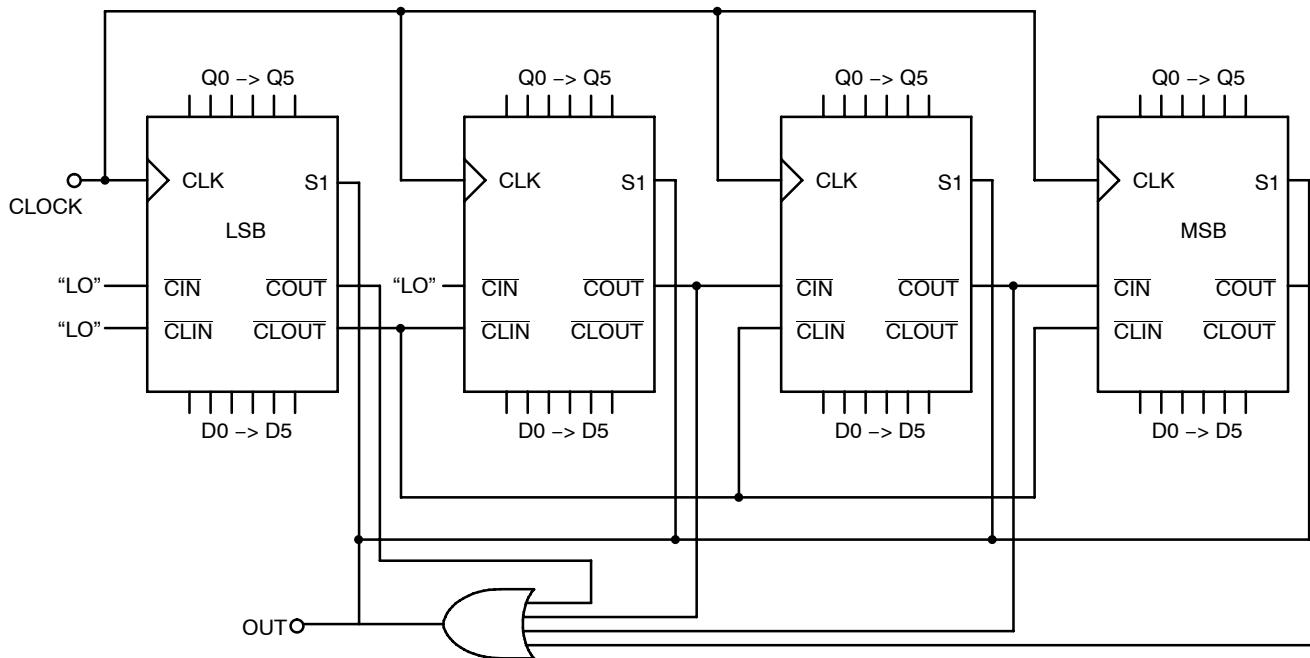 Q0 –> Q5
Q0 –> Q5
Q0 –> Q5
Q0 –> Q5
CLK
S1
CLK
S1
CLK
S1
CLK
S1
CLOCK
LSB
MSB
“LO”
CIN
COUT
“LO”
CIN
COUT
CIN
COUT
CIN
COUT
“LO”
CLIN
CLOUT
CLIN
CLOUT
CLIN
CLOUT
CLIN
CLOUT
D0 –> D5
D0 –> D5
D0 –> D5
D0 –> D5
OUT